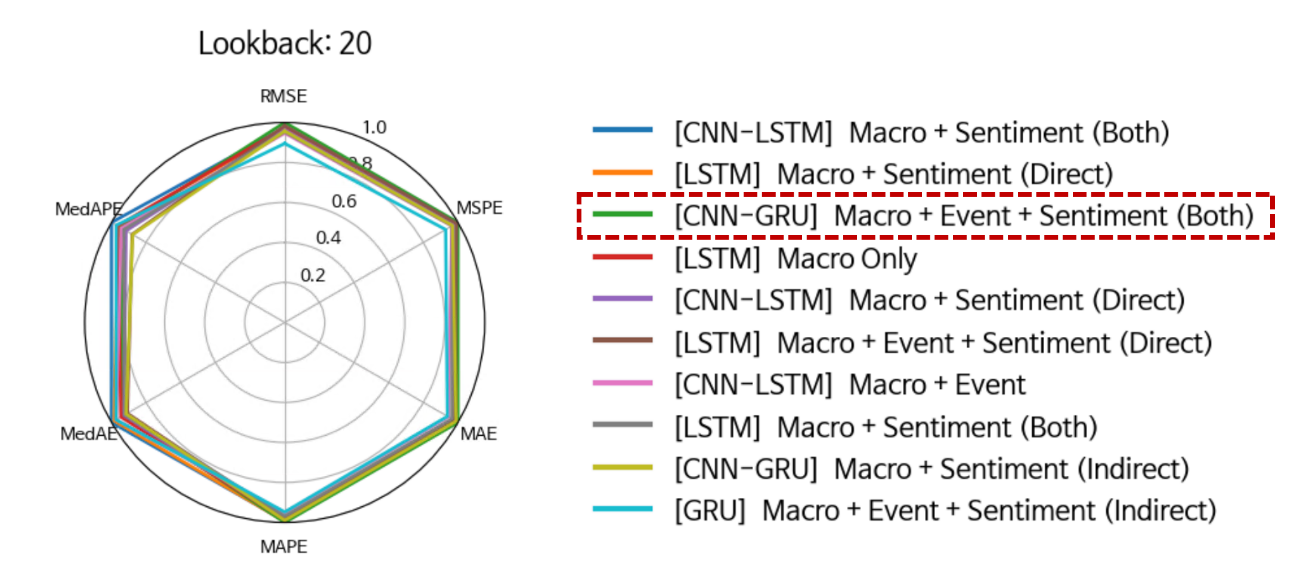 Lookback: 20
RMSE
1.0
0.8
MedAPE
0.6
MSPE
0.4
0.2
MedAE
MAE
MAPE
[CNN-LSTM] Macro + Sentiment (Both)
[LSTM] Macro + Sentiment (Direct)
[CNN-GRU] Macro + Event + Sentiment (Both)
[LSTM] Macro Only
[CNN-LSTM] Macro + Sentiment (Direct)
[LSTM] Macro + Event + Sentiment (Direct)
[CNN-LSTM] Macro + Event
[LSTM] Macro + Sentiment (Both)
[CNN-GRU] Macro + Sentiment (Indirect)
[GRU] Macro + Event + Sentiment (Indirect)